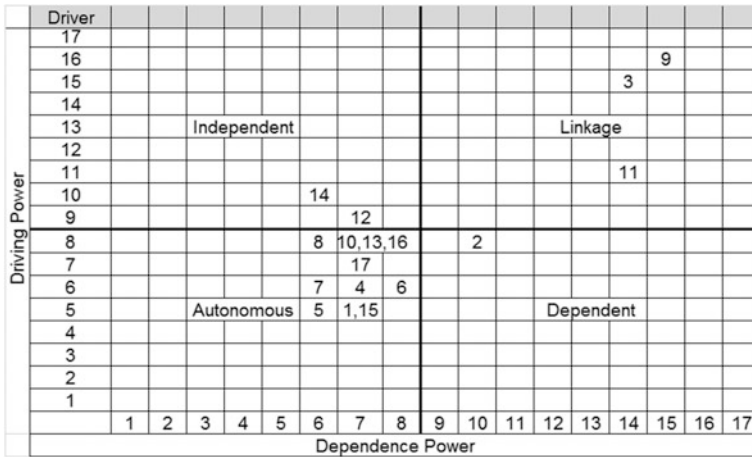 Driver
17
16 9
15 3
14
13 Independent Linkage
12
11 11
10 14
9 12
8 8 10,13,16 2
7 17
6 7 4 6
5 Autonomous 5 1,15 Dependent
4
3
2
1
1 2 3 4 5 6 7 8 9 10 11 12 13 14 15 16 17
Dependence Power
Driving Power